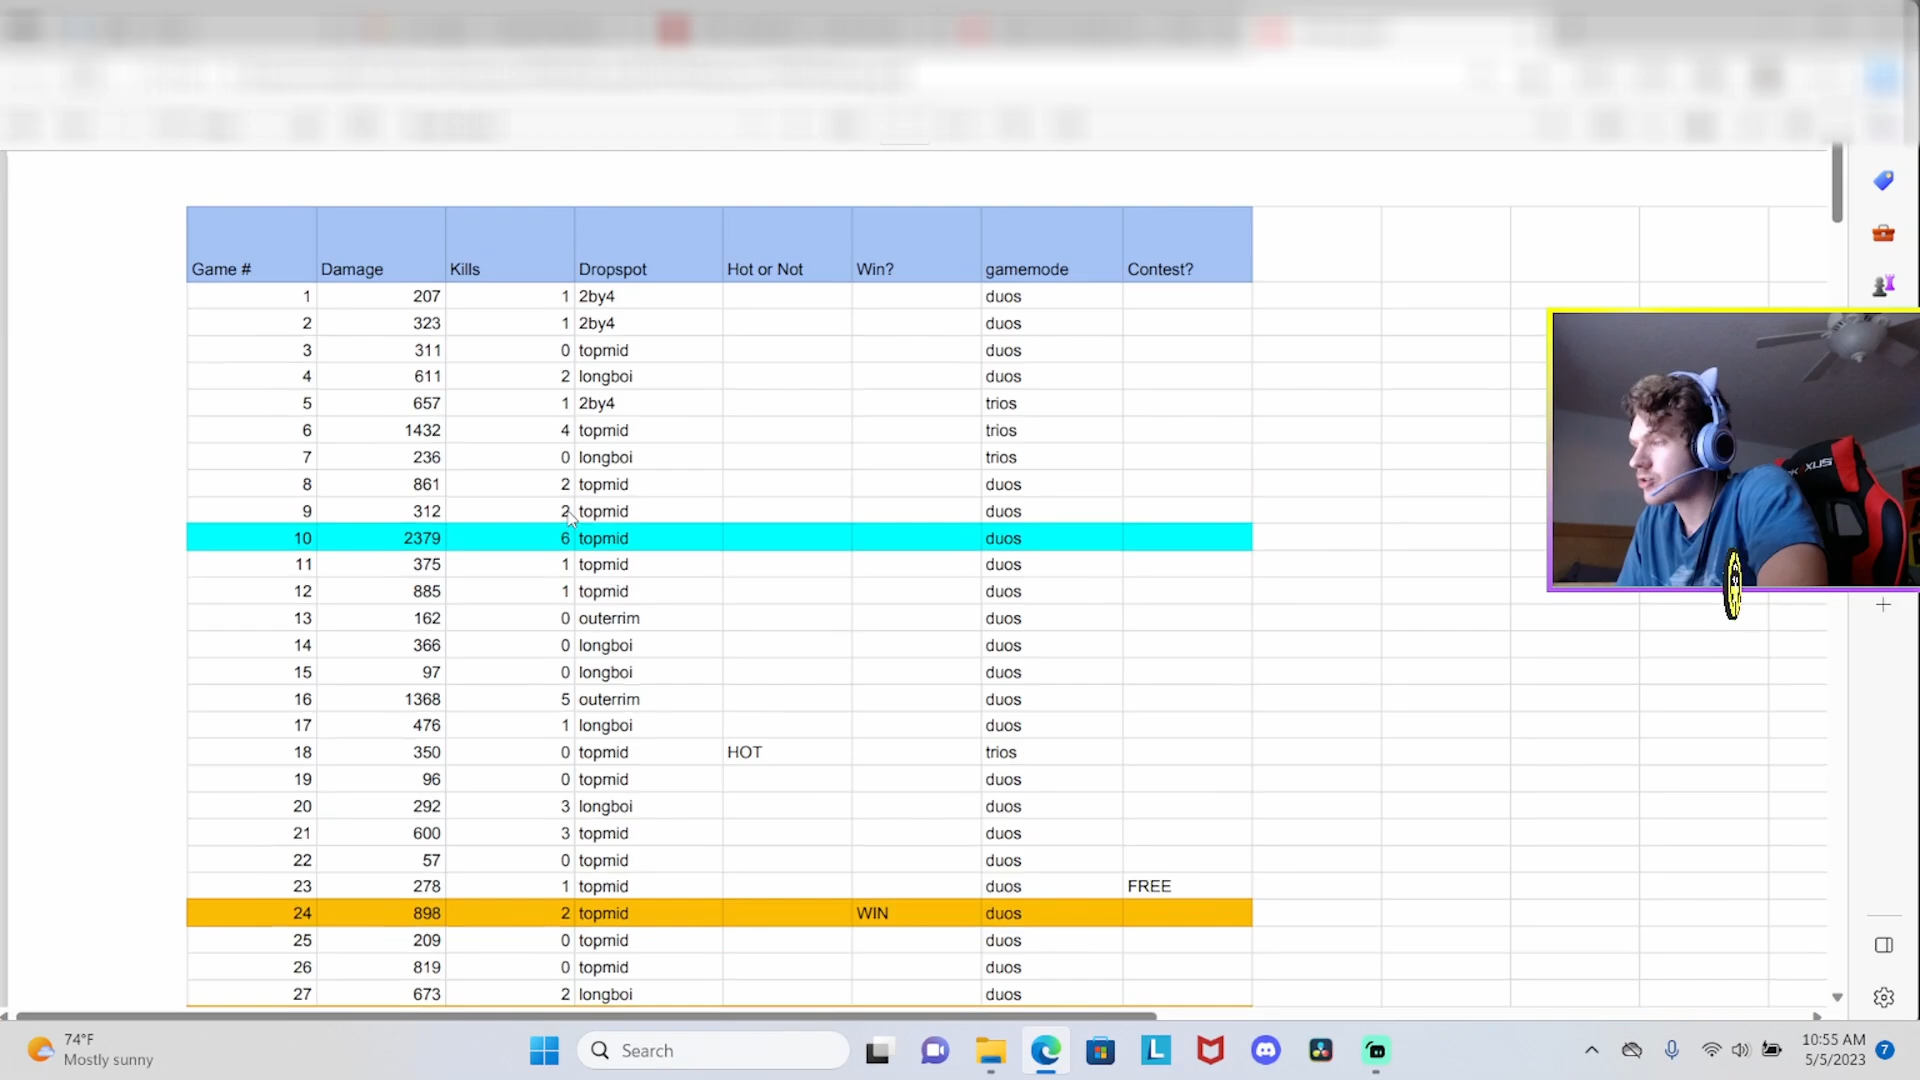 Game # Damage Kills Dropspot Hot or Not Win? gamemode Contest?
1 207 1 2by4 duos
2 323 1 2by4 duos
3 311 0 topmid duos
4 611 2 longboi duos
5 657 1 2by4 trios
6 1432 4 topmid trios
7 236 0 longboi trios
8 861 2 topmid duos
9 312 2 topmid duos
10 2379 6 topmid duos
11 375 1 topmid duos
12 885 1 topmid duos
13 162 0 outerrim duos
14 366 0 longboi duos
15 97 0 longboi duos
16 1368 5 outerrim duos
17 476 1 longboi duos
18 350 0 topmid HOT trios
19 96 0 topmid duos
20 292 3 longboi duos
21 600 3 topmid duos
22 57 0 topmid duos
23 278 1 topmid duos FREE
24 898 2 topmid WIN duos
25 209 0 topmid duos
26 819 0 topmid duos
27 673 2 longboi duos
74°F
Mostly sunny
Search
L
10:55 AM
5/5/2023
7